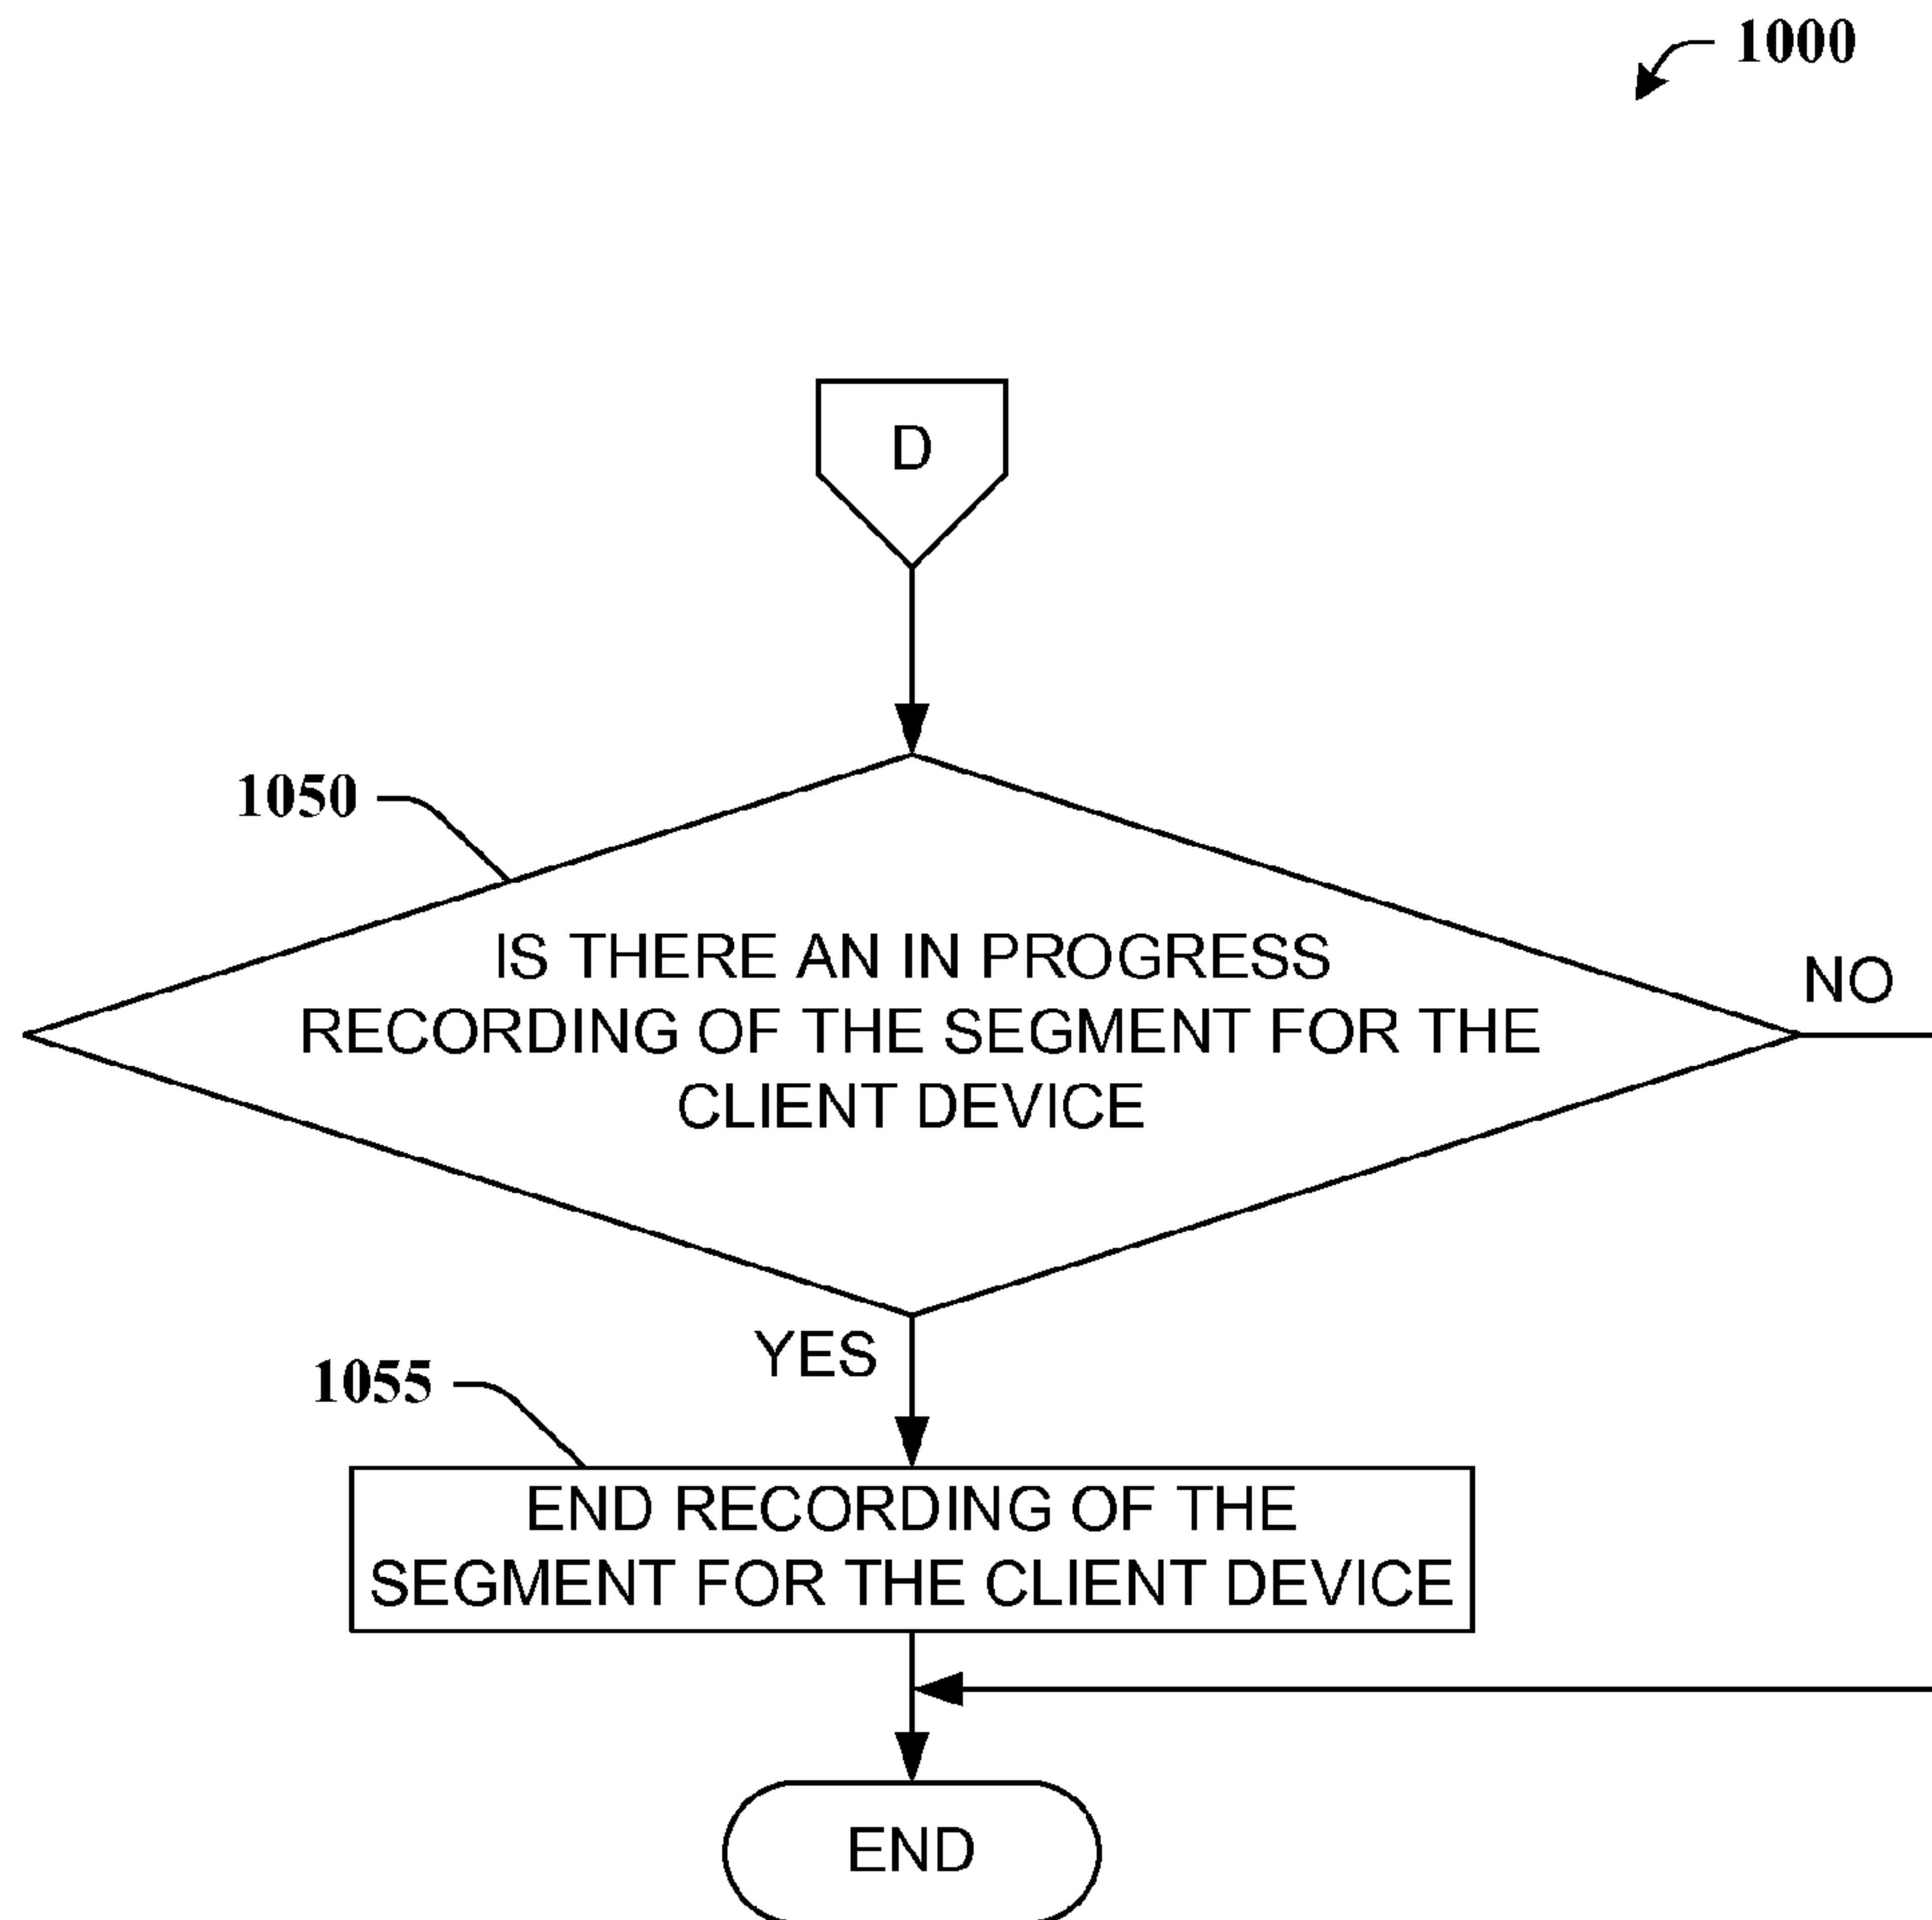 1000
D
1050
IS THERE AN IN PROGRESS
RECORDING OF THE SEGMENT FOR THE
CLIENT DEVICE
NO
YES
1055
END RECORDING OF THE
SEGMENT FOR THE CLIENT DEVICE
END